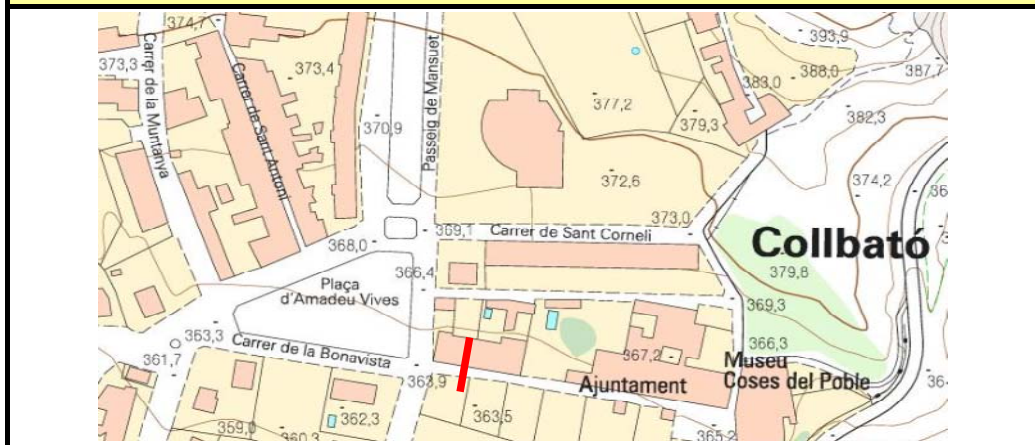 374,7
393,9
373,3
Carrer de la Muntanya
Carrer de Sant Antoni
373,4
Passeig de Mansuet
388,0
387,7
383,0
377,2
370,9
379,3
382,3
372,6
374,2
36
373,0
369,1
Carrer de Sant Corneli
368,0
Collbató
366,4
379,8
Plaça
d'Amadeu Vives
369,3
363,3
Carrer de la Bonavista
366,3
361,7
367,2
Museu
363,9
Ajuntament
Coses del Poble
364
362,3
363,5
359,0
360,3
365,2